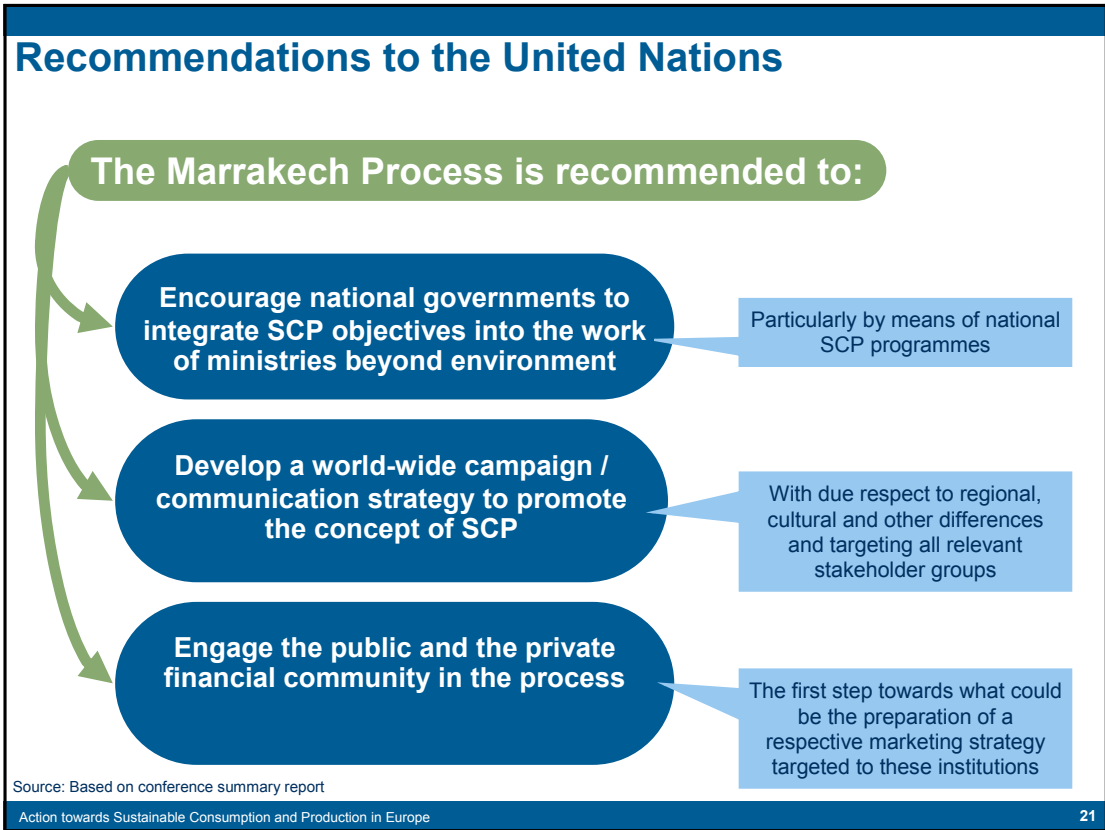 Recommendations to the United Nations
The Marrakech Process is recommended to:
Encourage national governments to
integrate SCP objectives into the work
of ministries beyond environment
Particularly by means of national
SCP programmes
Develop a world-wide campaign /
communication strategy to promote
the concept of SCP
With due respect to regional,
cultural and other differences
and targeting all relevant
stakeholder groups
Engage the public and the private
financial community in the process
The first step towards what could
be the preparation of a
respective marketing strategy
targeted to these institutions
Source: Based on conference summary report
Action towards Sustainable Consumption and Production in Europe
21